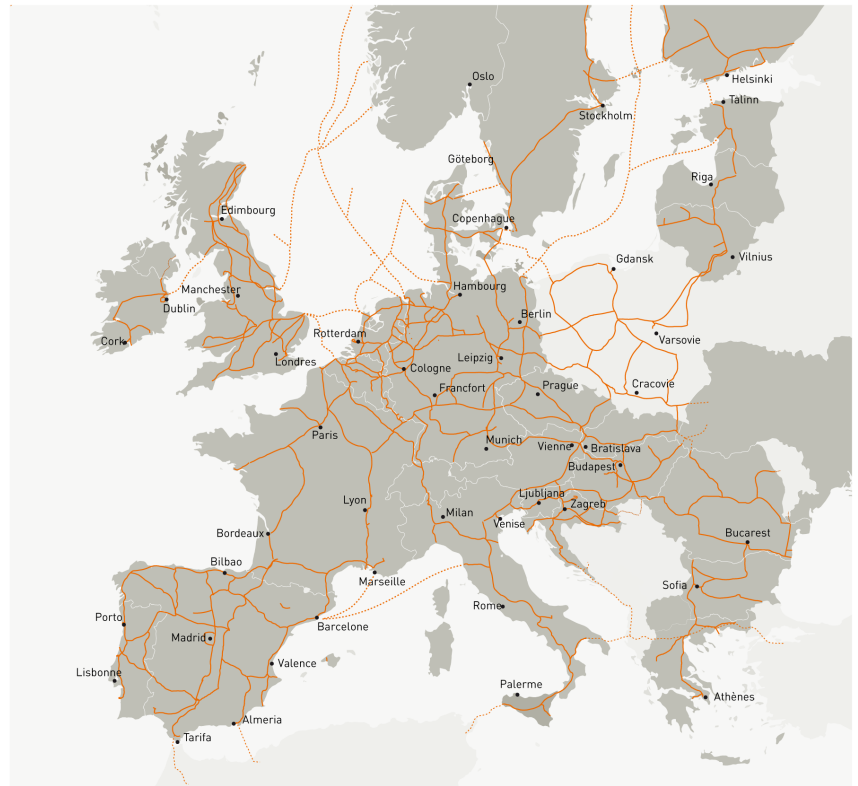 Oslo
Helsinki
Talinn
Stockholm
Göteborg
Riga
Edimbourg
Copenhague
Gdansk
Vilnius
Manchester
Hambourg
Dublin
Berlin
Rotterdam
Varsovie
Cork
Londres
Leipzig
Cologne
Francfort
Prague
Cracovie
Paris
Munich
Vienne
Bratislava
Budapest
Lyon
Ljubljana
Zagreb
Milan
Venise
Bordeaux
Bucarest
Bilbao
Marseille
Sofia
Rome
Porto
Barcelone
Madrid
Valence
Lisbonne
Palerme
Athènes
Almeria
Tarifa